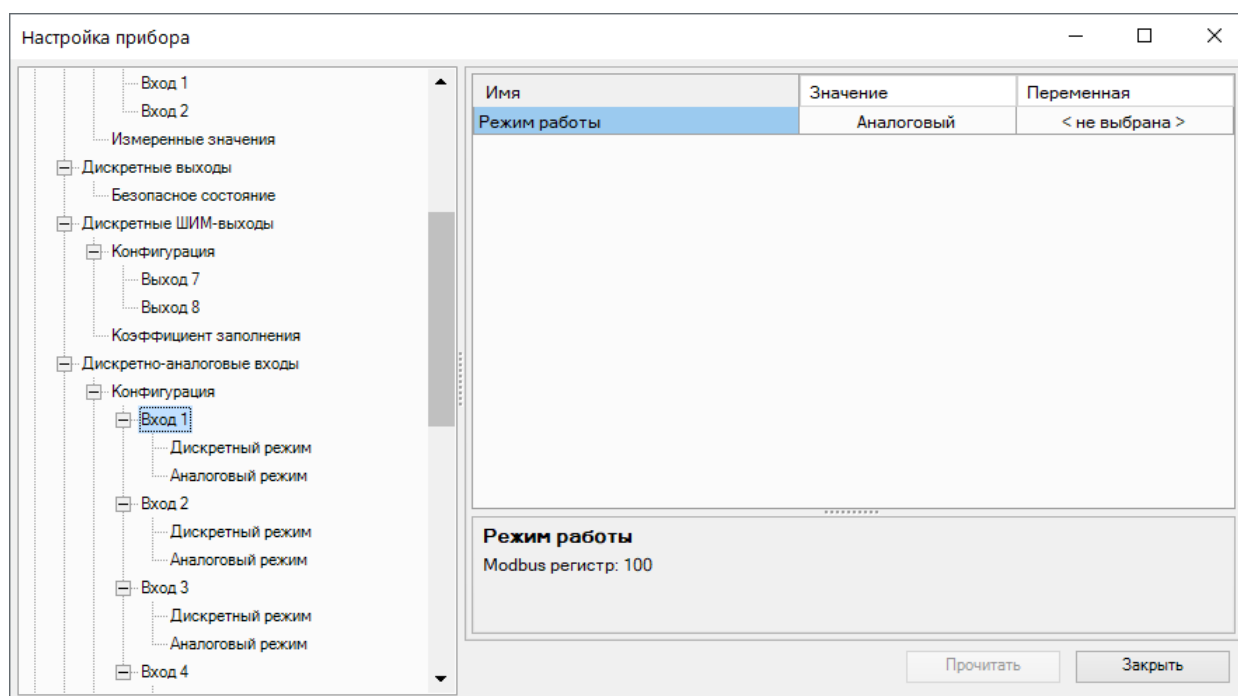 Настройка прибора
Вход 1
Вход 2
Измеренные значения
Дискретные выходы
Безопасное состояние
Дискретные ШИМ-выходы
Конфигурация
Выход 7
Выход 8
Коэффициент заполнения
Дискретно-аналоговые входы
Конфигурация
Вход 1
Дискретный режим
Аналоговый режим
Вход 2
Дискретный режим
Аналоговый режим
Вход 3
Дискретный режим
Аналоговый режим
Вход 4
Имя Значение Переменная
Режим работы Аналоговый < не выбрана >
Режим работы
Modbus регистр: 100
Прочитать Закрыть